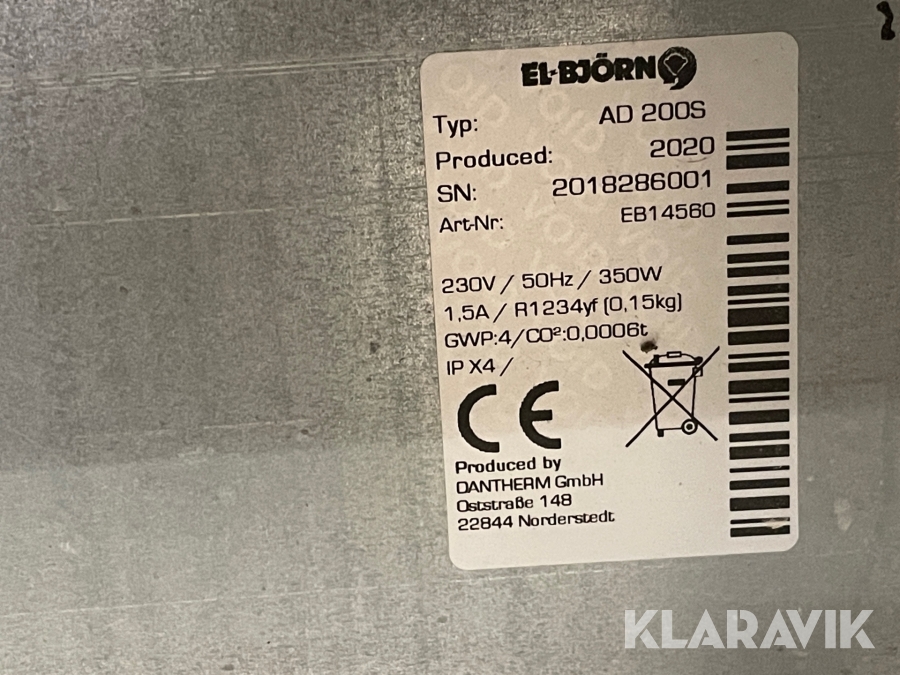 EL-BJÖRN
Typ: AD 200S
Produced: 2020
SN: 2018286001
Art-Nr: EB14560
230V / 50Hz / 350W
1,5A / R1234yf (0,15kg)
GWP:4/CO²:0,0006t
IP X4 /
CE
Produced by
DANTHERM GmbH
Oststraße 148
22844 Norderstedt
KLARAVIK